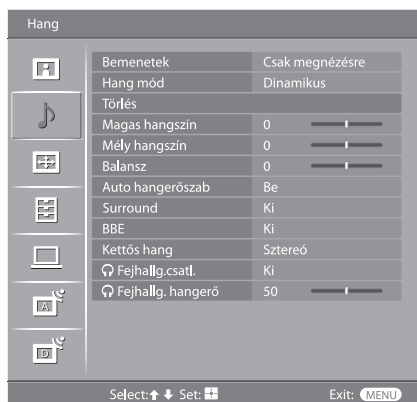 Hang
Bemenetek Csak megnézésre
Hang mód Dinamikus
Törlés
Magas hangszín 0
Mély hangszín 0
Balansz 0
Auto hangerőszab Be
Surround Ki
BBE Ki
Kettős hang Sztereó
Fejhallg.csatl. Ki
Fejhallg. hangerő 50
A
D
Select: Set: Exit: MENU